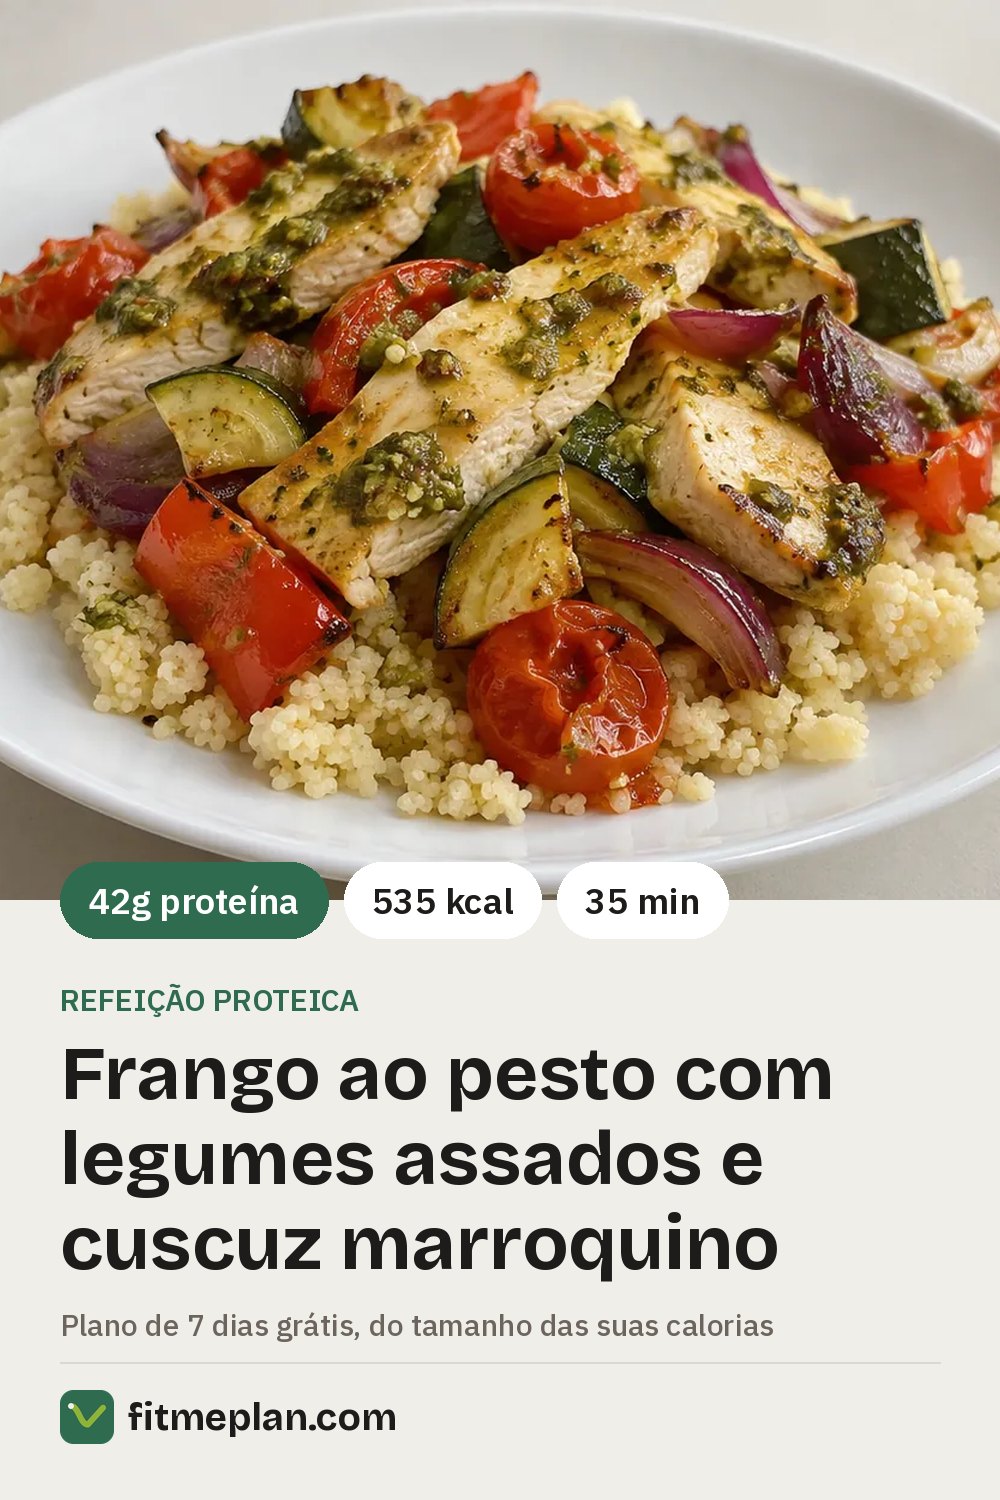 42g proteína
535 kcal
35 min
REFEIÇÃO PROTEICA
Frango ao pesto com
legumes assados e
cuscuz marroquino
Plano de 7 dias grátis, do tamanho das suas calorias
fitmeplan.com